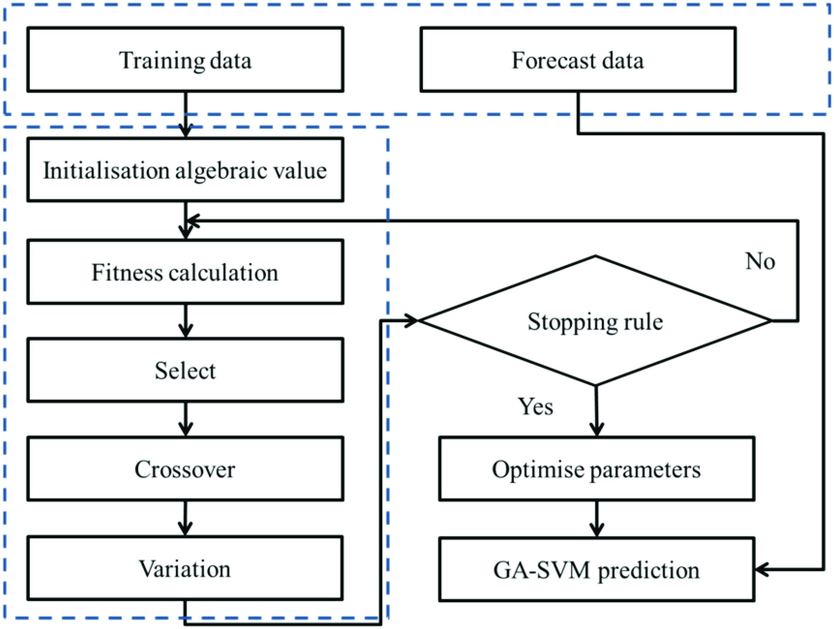 Training data
Forecast data
Initialisation algebraic value
Fitness calculation
No
Stopping rule
Select
Yes
Crossover
Optimise parameters
Variation
GA-SVM prediction